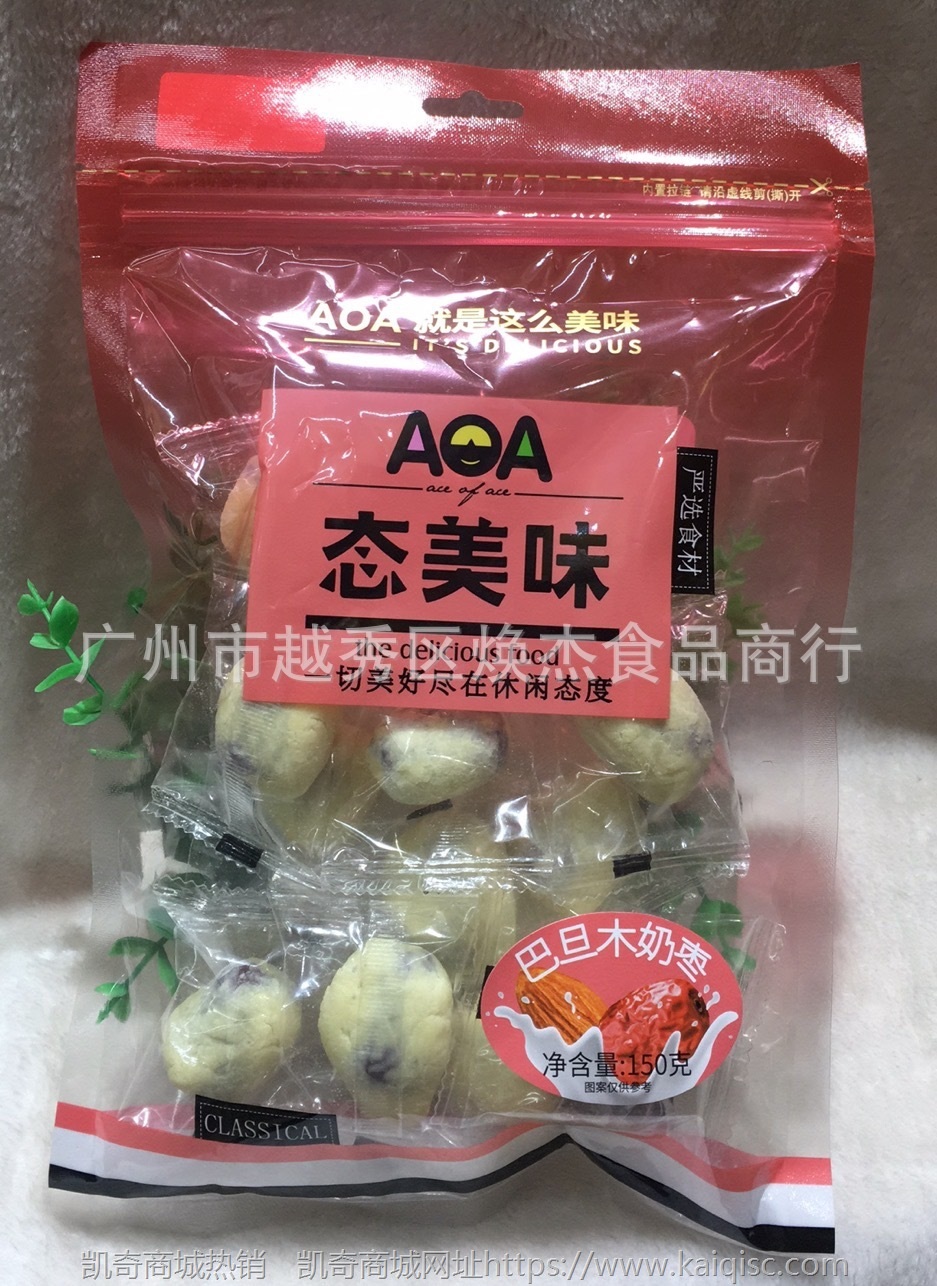 内置拉链 请沿虚线剪(撕)开
AOA 就是这么美味
IT'S DELICIOUS
AOA
ace of ace
态美味
严选食材
广州市越秀区焕杰食品商行
the delicious food
一切美好尽在休闲态度
巴旦木奶枣
净含量:150克
图案仅供参考
CLASSICAL
凯奇商城热销 凯奇商城网址https://www.kaiqisc.com